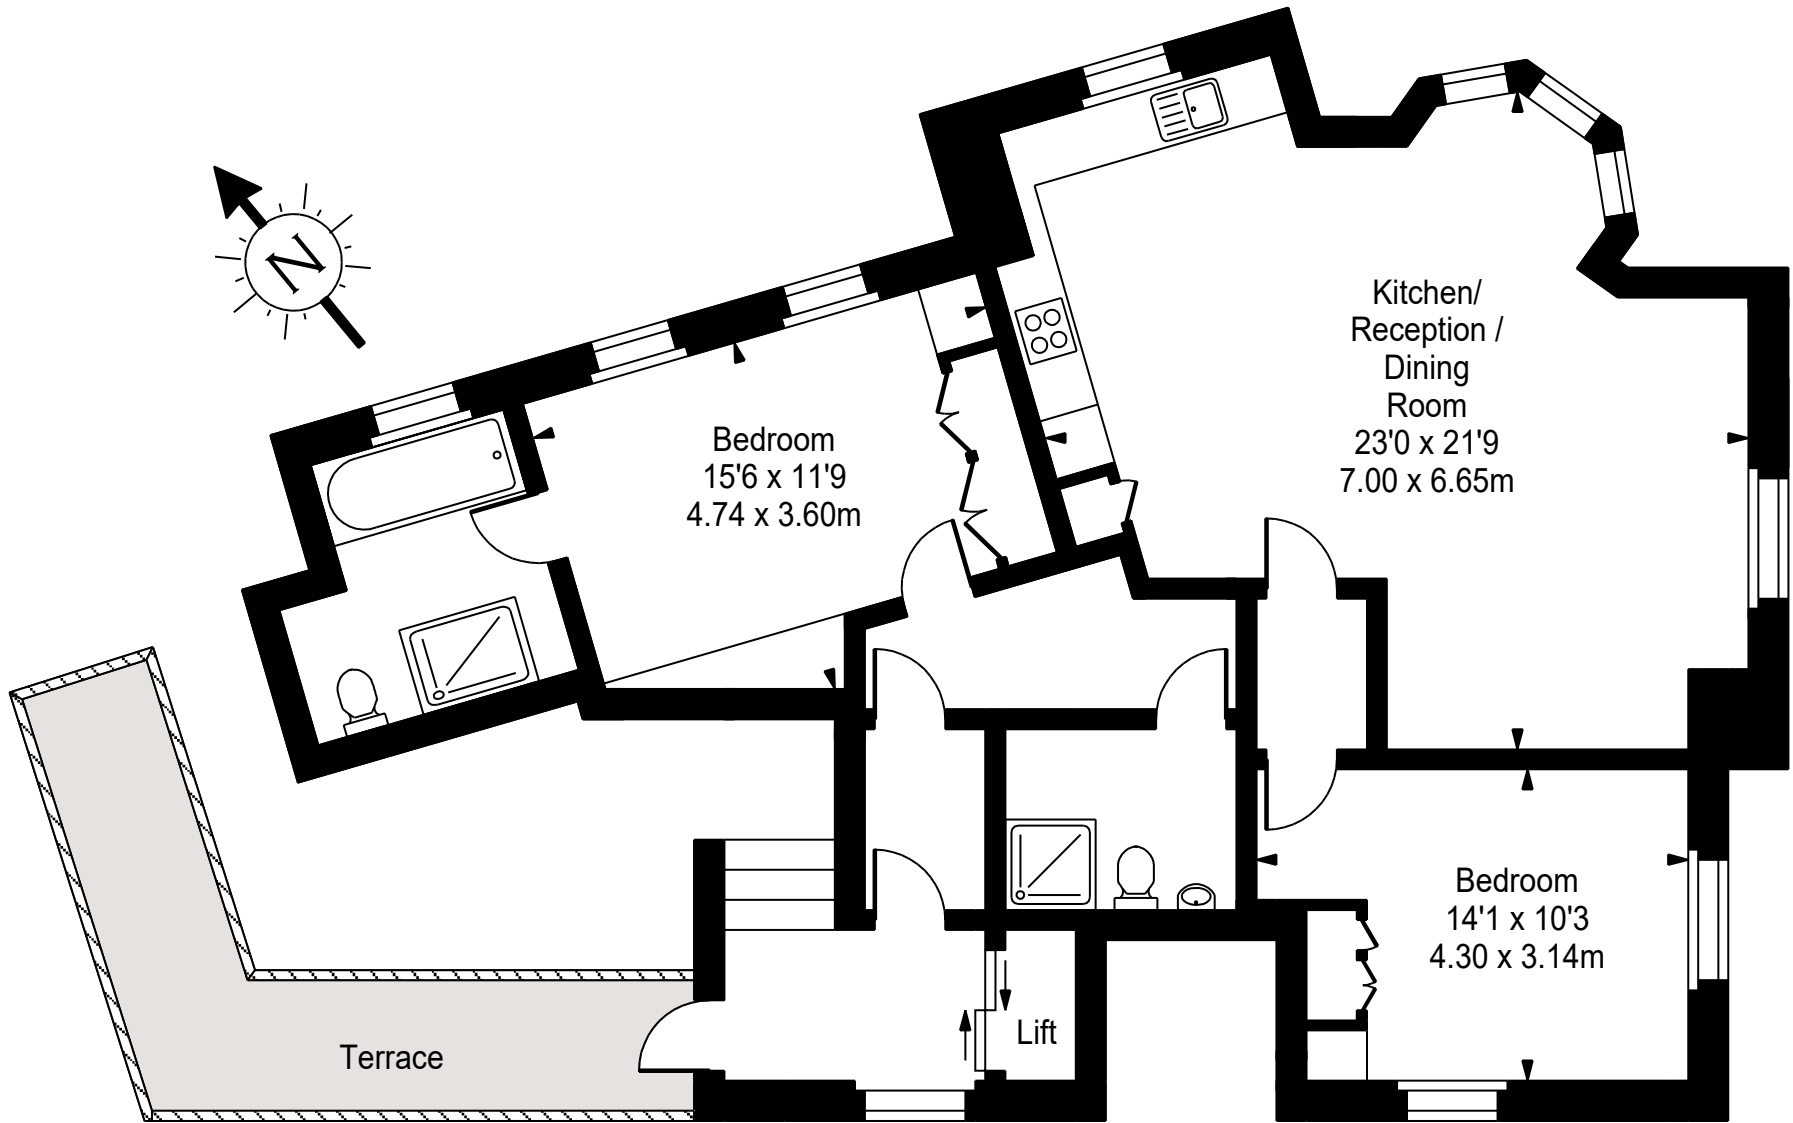 N
Kitchen/
Reception /
Dining
Room
23'0 x 21'9
7.00 x 6.65m
Bedroom
15'6 x 11'9
4.74 x 3.60m
Bedroom
14'1 x 10'3
4.30 x 3.14m
Lift
Terrace